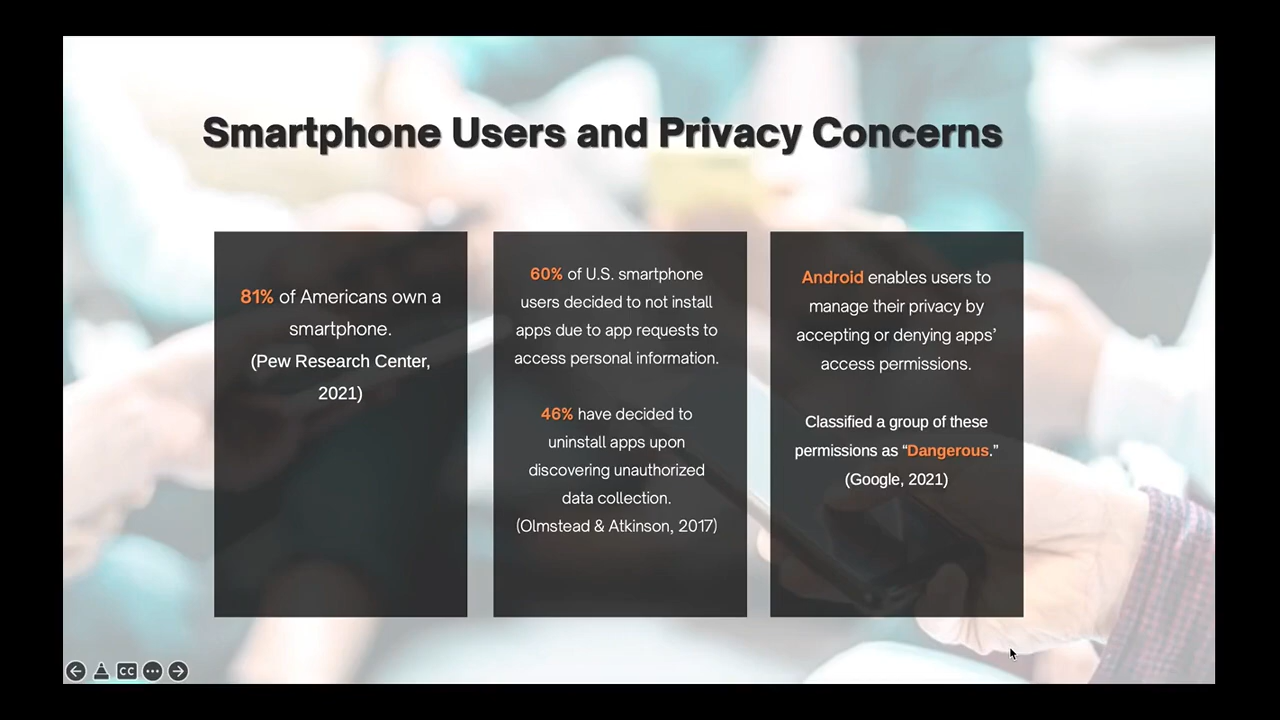 Smartphone Users and Privacy Concerns
81% of Americans own a
smartphone.
(Pew Research Center,
2021)
60% of U.S. smartphone
users decided to not install
apps due to app requests to
access personal information.
46% have decided to
uninstall apps upon
discovering unauthorized
data collection.
(Olmstead & Atkinson, 2017)
Android enables users to
manage their privacy by
accepting or denying apps’
access permissions.
Classified a group of these
permissions as “Dangerous.”
(Google, 2021)
CC